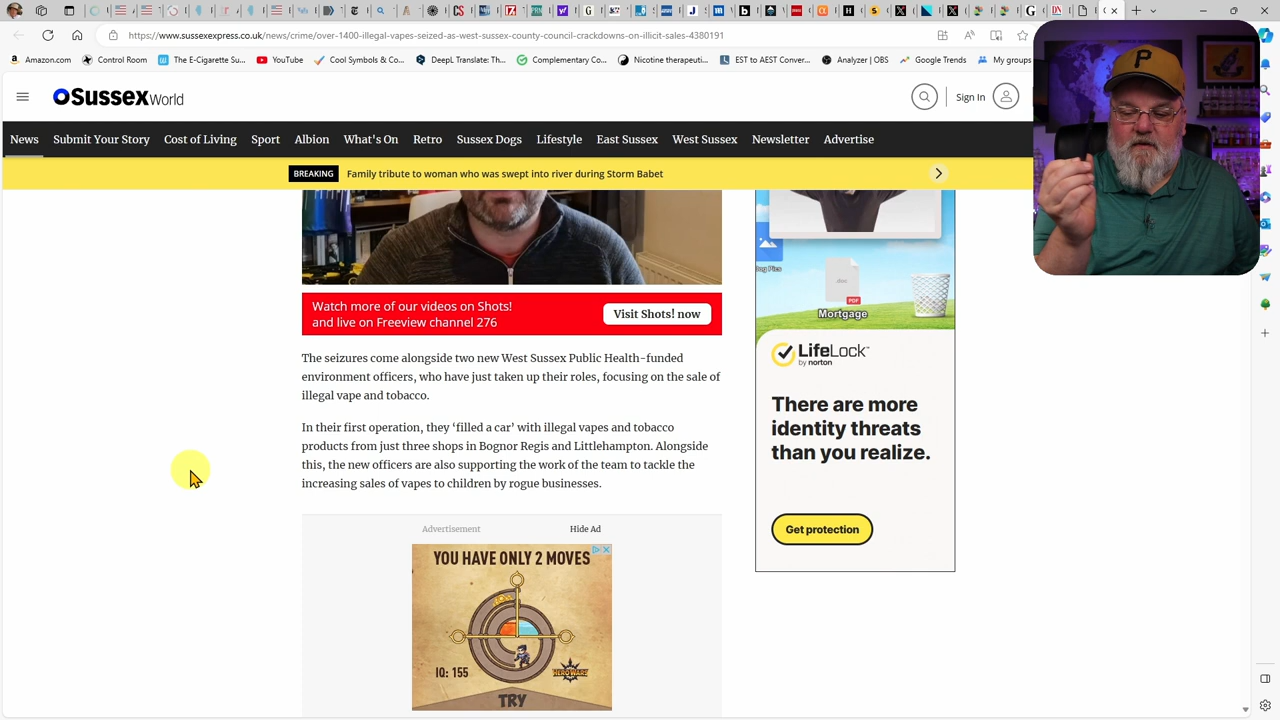 https://www.sussexexpress.co.uk/news/crime/over-1400-illegal-vapes-seized-as-west-sussex-county-council-crackdowns-on-illicit-sales-4380191
Amazon.com
Control Room
The E-Cigarette Su...
YouTube
Cool Symbols & Co...
DeepL Translate: Th...
Complementary Co...
Nicotine therapeuti...
EST to AEST Conver...
Analyzer | OBS
Google Trends
My groups
SussexWorld
Sign In
News Submit Your Story Cost of Living Sport Albion What's On Retro Sussex Dogs Lifestyle East Sussex West Sussex Newsletter Advertise
BREAKING Family tribute to woman who was swept into river during Storm Babet
Watch more of our videos on Shots!
and live on Freeview channel 276
Visit Shots! now
The seizures come alongside two new West Sussex Public Health-funded
environment officers, who have just taken up their roles, focusing on the sale of
illegal vape and tobacco.
In their first operation, they ‘filled a car’ with illegal vapes and tobacco
products from just three shops in Bognor Regis and Littlehampton. Alongside
this, the new officers are also supporting the work of the team to tackle the
increasing sales of vapes to children by rogue businesses.
Advertisement
Hide Ad
YOU HAVE ONLY 2 MOVES
IQ: 155
HERO WARS
TRY
Dog Pics
.doc
PDF
Mortgage
LifeLock™
by norton
There are more
identity threats
than you realize.
Get protection
P